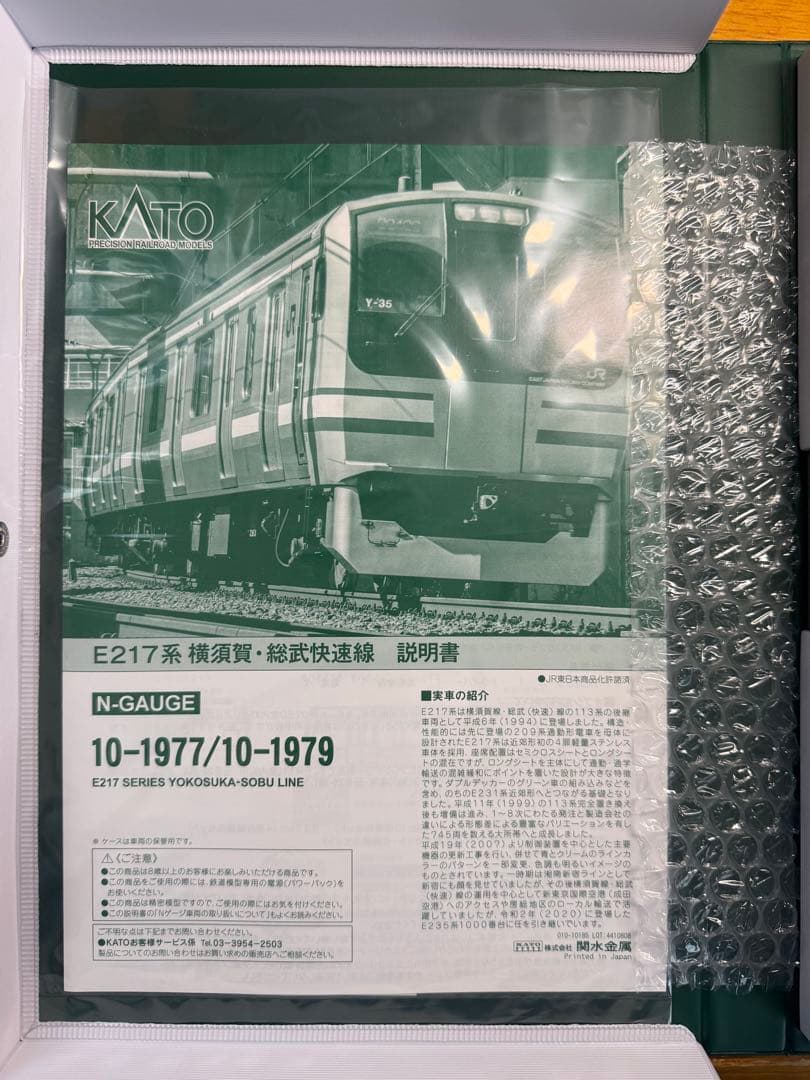 KATO
PRECISION RAILROAD MODELS
Y-35
JR
E217系 横須賀・総武快速線 説明書
●JR東日本商品化許諾済
N-GAUGE
10-1977/10-1979
E217 SERIES YOKOSUKA-SOBU LINE
※ ケースは車両の保管用です。
⚠《ご注意》
●この商品は8歳以上のお客様にお楽しみいただける商品です。
●この商品をご使用の際には、鉄道模型専用の電源(パワーパック)を
お使いください。
●この商品は精密模型ですので、ご使用の際にはお気を付けください。
●この説明書の「Nゲージ車両の取り扱いについて」もよくお読みください。
ご不明な点は下記までお問い合わせください。
●KATOお客様サービス係 Tel.03-3954-2503
製品についてのお問い合わせはお買い求めの販売店へご相談ください。
■実車の紹介
E217系は横須賀線・総武(快速)線の113系の後継
車両として平成6年(1994)に登場しました。構造・
性能的には先に登場の209系通勤形電車を母体に
設計されたE217系は近郊形初の4扉軽量ステンレス
車体を採用、座席配置はセミクロスシートとロングシー
トの混在ですが、ロングシートを主体にして通勤・通学
輸送の混雑緩和にポイントを置いた設計が大きな特徴
です。ダブルデッカーのグリーン車の組み込みなどを
含め、のちのE231系近郊形へとつながる基礎となり
ました。平成11年(1999)の113系完全置き換え
後も増備は進み、1～8次にわたる発注と製造会社の
違いによる形態差による豊富なバリエーションを有し
た745両を数える大所帯へと成長しました。
平成19年(2007)より制御装置を中心とした主要
機器の更新工事を行い、併せて青とクリームのラインカ
ラーのパターンを一部変更、色調も明るいイメージの
ものとされています。一時期は湘南新宿ラインとして
新宿にも顔を見せていましたが、その後横須賀線・総武
(快速)線の運用を中心として新東京国際空港(成田
空港)へのアクセスや房総地区のローカル輸送で活
躍していましたが、令和2年(2020)に登場した
E235系1000番台に任を引き継いでいます。
010-10185 LOT:4410608
KATO 株式会社 関水金属
Printed in Japan